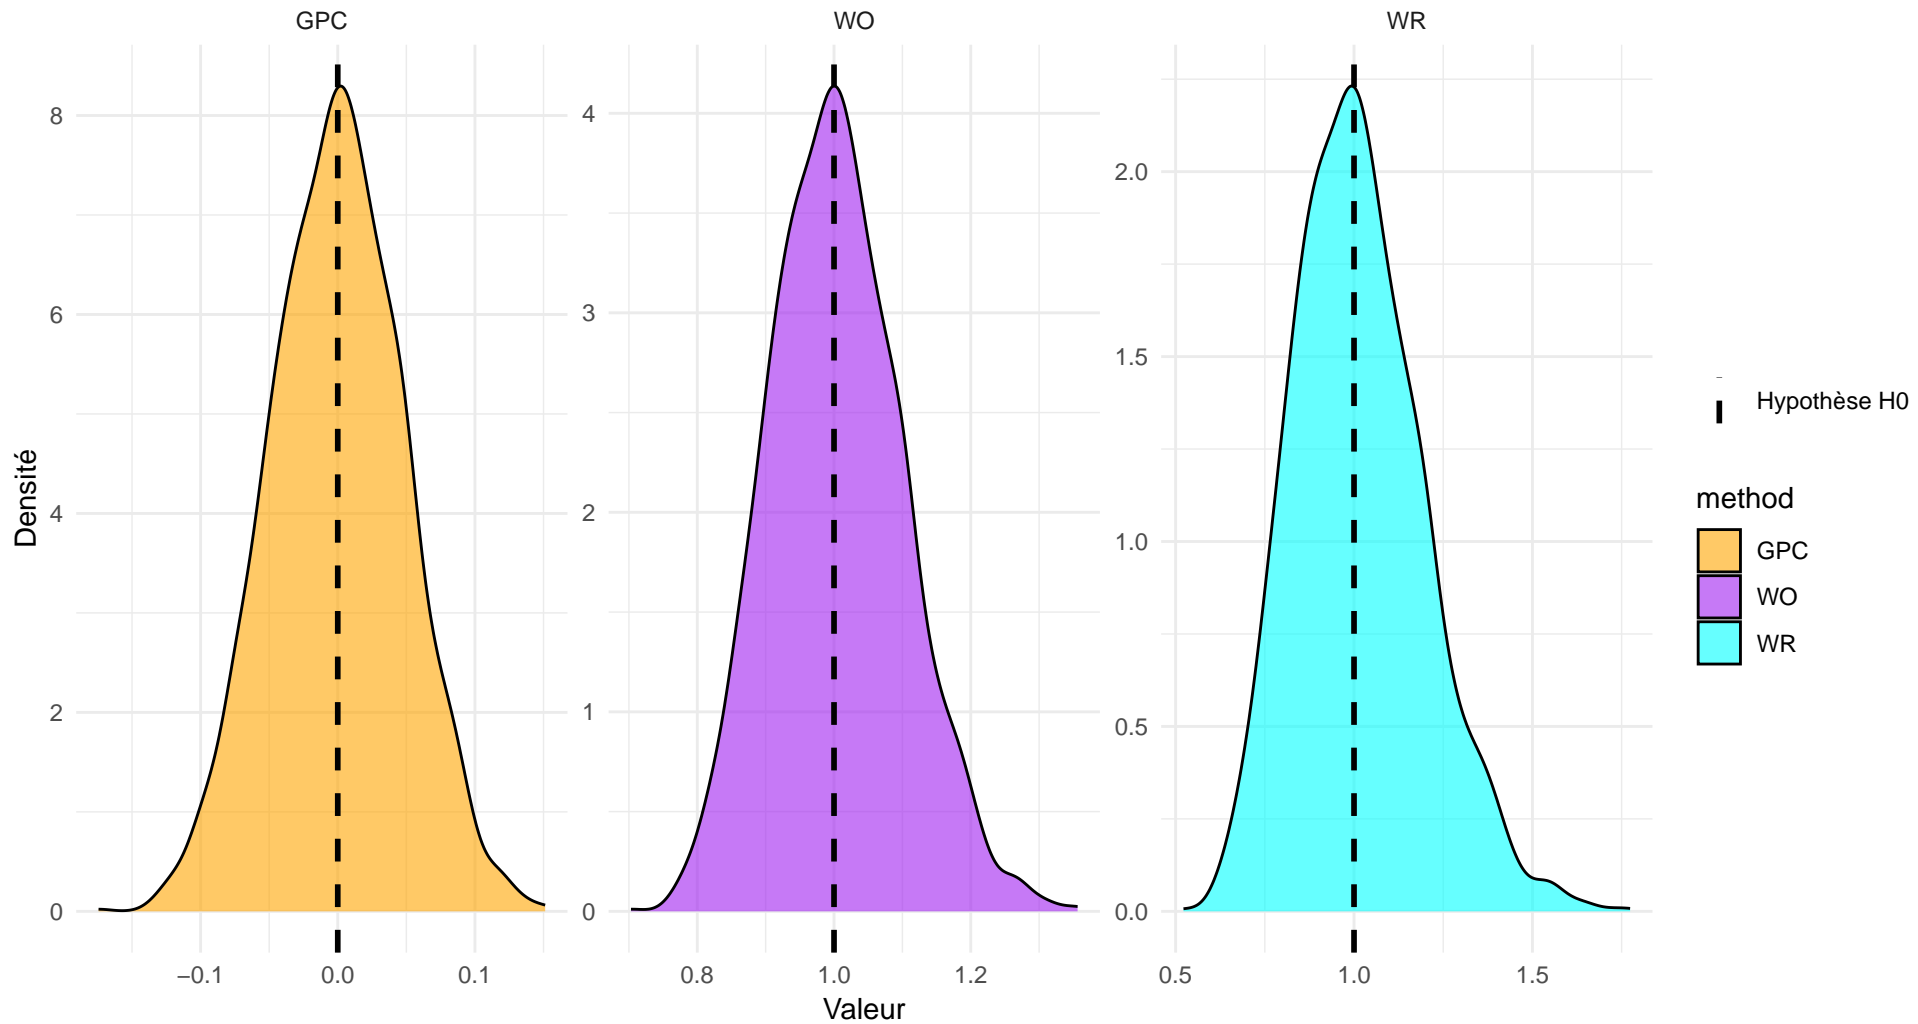 GPC
WO
WR
Densité
8
6
4
2
0
4
3
2
1
0
2.0
1.5
1.0
0.5
0.0
−0.1 0.0 0.1
0.8 1.0 1.2
0.5 1.0 1.5
Valeur
Hypothèse H0
method
GPC
WO
WR